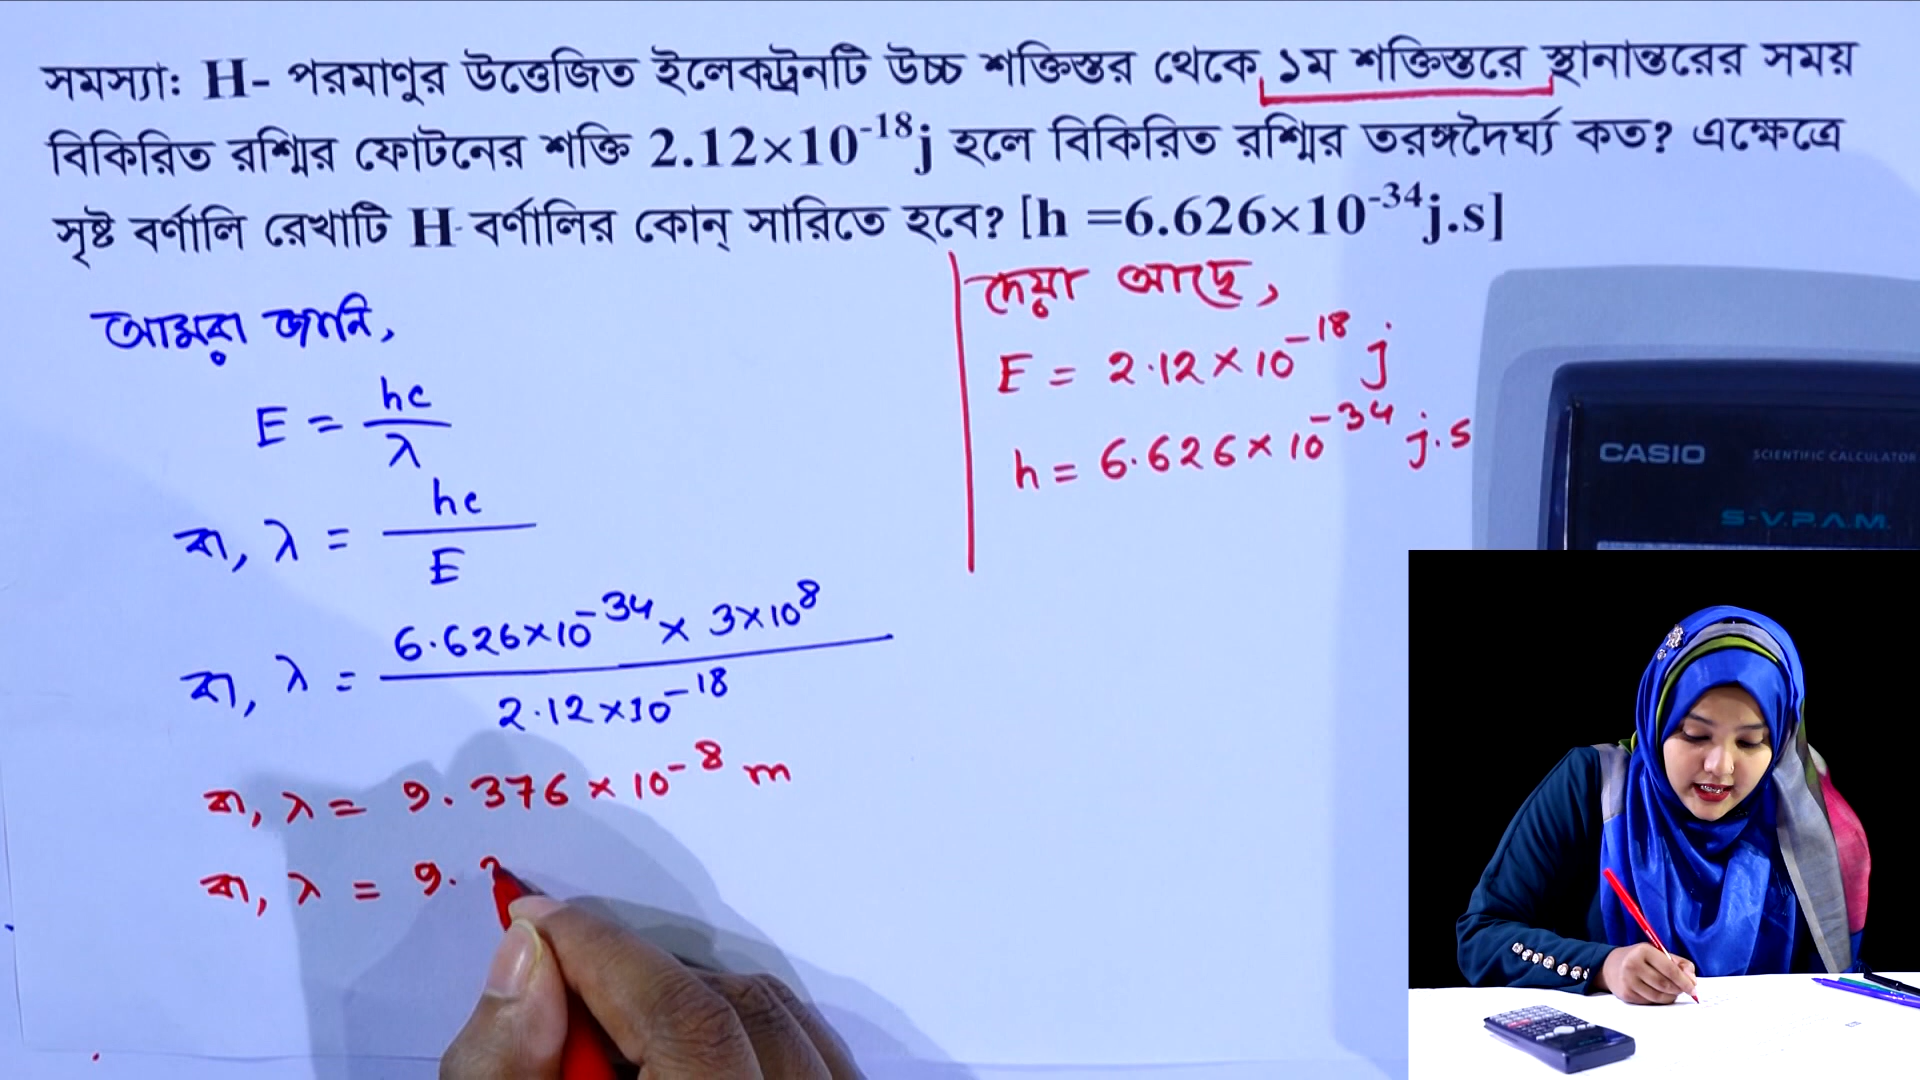 সমস্যাঃ H- পরমাণুর উত্তেজিত ইলেকট্রনটি উচ্চ শক্তিস্তর থেকে ১ম শক্তিস্তরে স্থানান্তরের সময়
বিকিরিত রশ্মির ফোটনের শক্তি 2.12×10⁻¹⁸j হলে বিকিরিত রশ্মির তরঙ্গদৈর্ঘ্য কত? এক্ষেত্রে
সৃষ্ট বর্ণালি রেখাটি H বর্ণালির কোন্ সারিতে হবে? [h =6.626×10⁻³⁴j.s]
আমরা জানি,
E = hc/λ
বা, λ = hc/E
বা, λ = 6.626×10⁻³⁴ × 3×10⁸ / 2.12×10⁻¹⁸
বা, λ = 9.376×10⁻⁸ m
বা, λ = 9.
দেয়া আছে,
E = 2.12×10⁻¹⁸ j
h = 6.626×10⁻³⁴ j.s
CASIO SCIENTIFIC CALCULATOR
S-V.P.A.M.